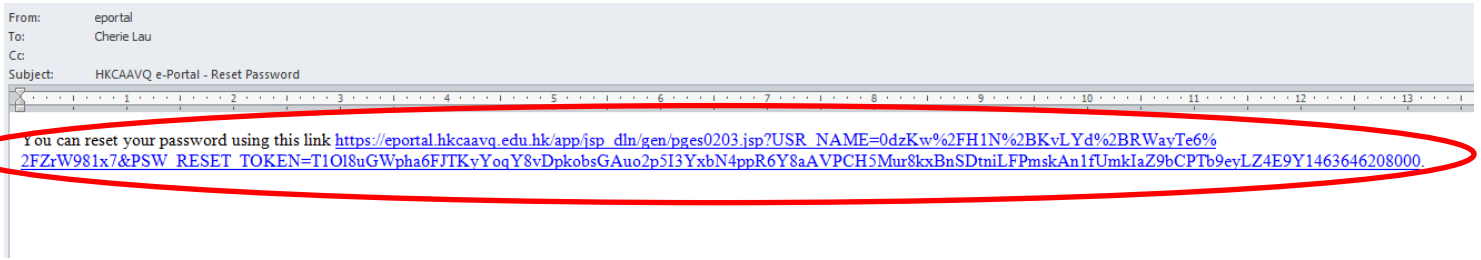 From: eportal
To: Cherie Lau
Cc:
Subject: HKCAAVQ e-Portal - Reset Password
1 2 3 4 5 6 7 8 9 10 11 12 13
You can reset your password using this link https://eportal.hkcaavq.edu.hk/app/jsp_dln/gen/pges0203.jsp?USR_NAME=0dzKw%2FH1N%2BKvLYd%2BRWayTe6%
2FZrW981x7&PSW_RESET_TOKEN=T1Ol8uGWpha6FJTKyYoqY8vDpkobsGAuo2p5I3YxbN4ppR6Y8aAVPCH5Mur8kxBnSDtniLFPmskAn1fUmkIaZ9bCPTb9eyLZ4E9Y1463646208000.